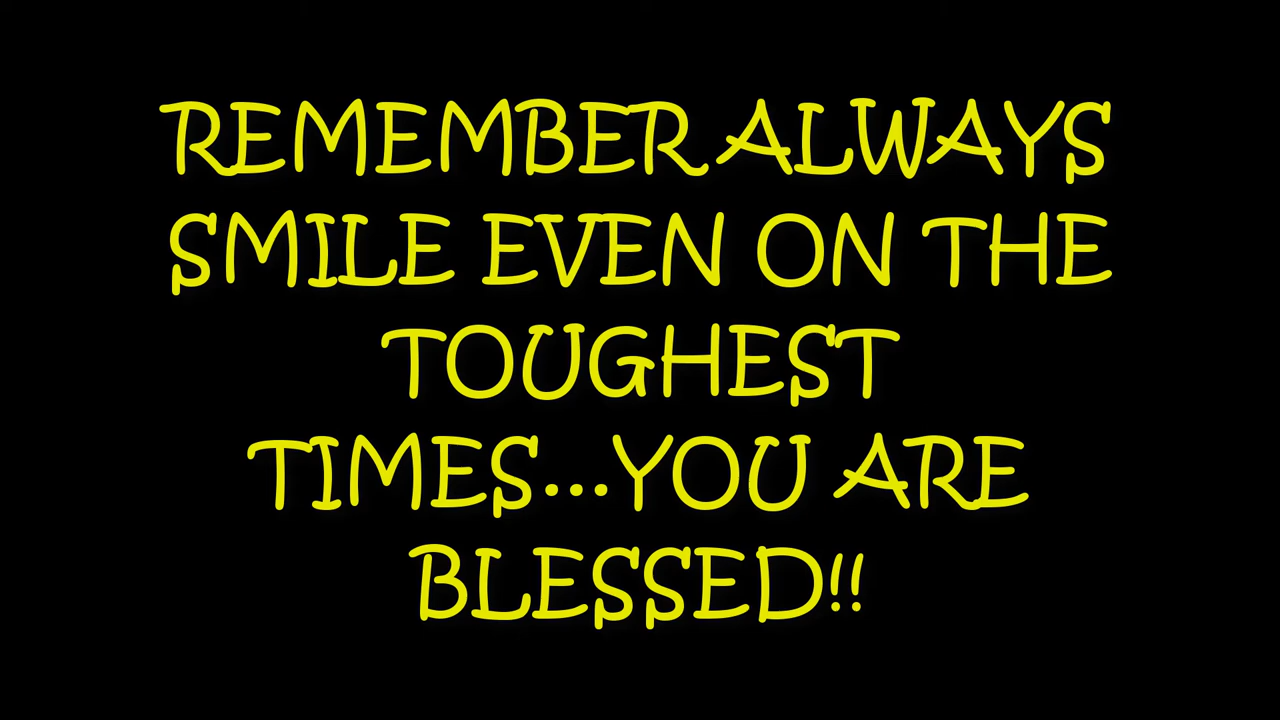 REMEMBER ALWAYS
SMILE EVEN ON THE
TOUGHEST
TIMES...YOU ARE
BLESSED!!